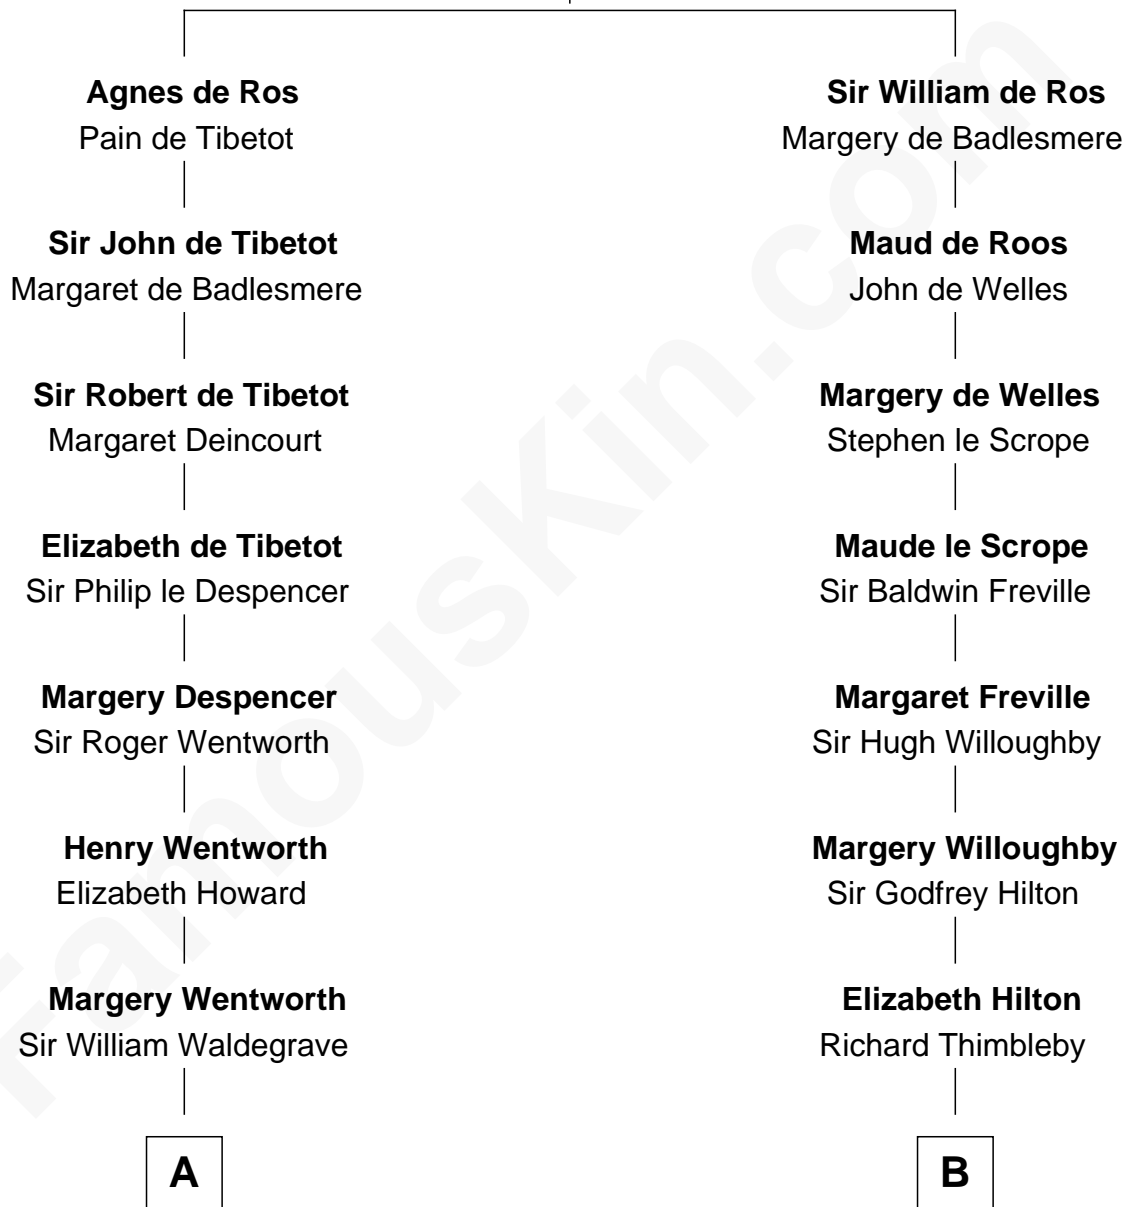 Agnes de Ros
Pain de Tibetot
Sir John de Tibetot
Margaret de Badlesmere
Sir Robert de Tibetot
Margaret Deincourt
Elizabeth de Tibetot
Sir Philip le Despencer
Margery Despencer
Sir Roger Wentworth
Henry Wentworth
Elizabeth Howard
Margery Wentworth
Sir William Waldegrave
A
Sir William de Ros
Margery de Badlesmere
Maud de Roos
John de Welles
Margery de Welles
Stephen le Scrope
Maude le Scrope
Sir Baldwin Freville
Margaret Freville
Sir Hugh Willoughby
Margery Willoughby
Sir Godfrey Hilton
Elizabeth Hilton
Richard Thimbleby
B
FamousKin.com